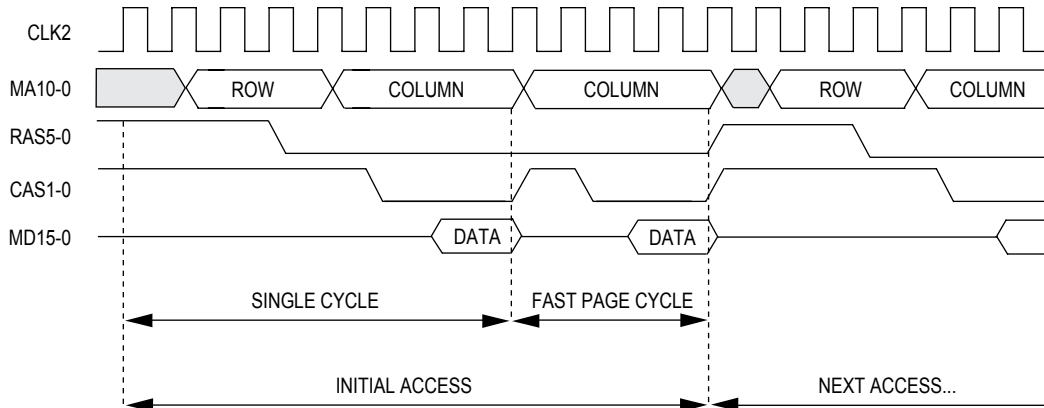 CLK2
MA10-0 ROW COLUMN COLUMN ROW COLUMN
RAS5-0
CAS1-0
MD15-0 DATA DATA
SINGLE CYCLE FAST PAGE CYCLE
INITIAL ACCESS NEXT ACCESS...